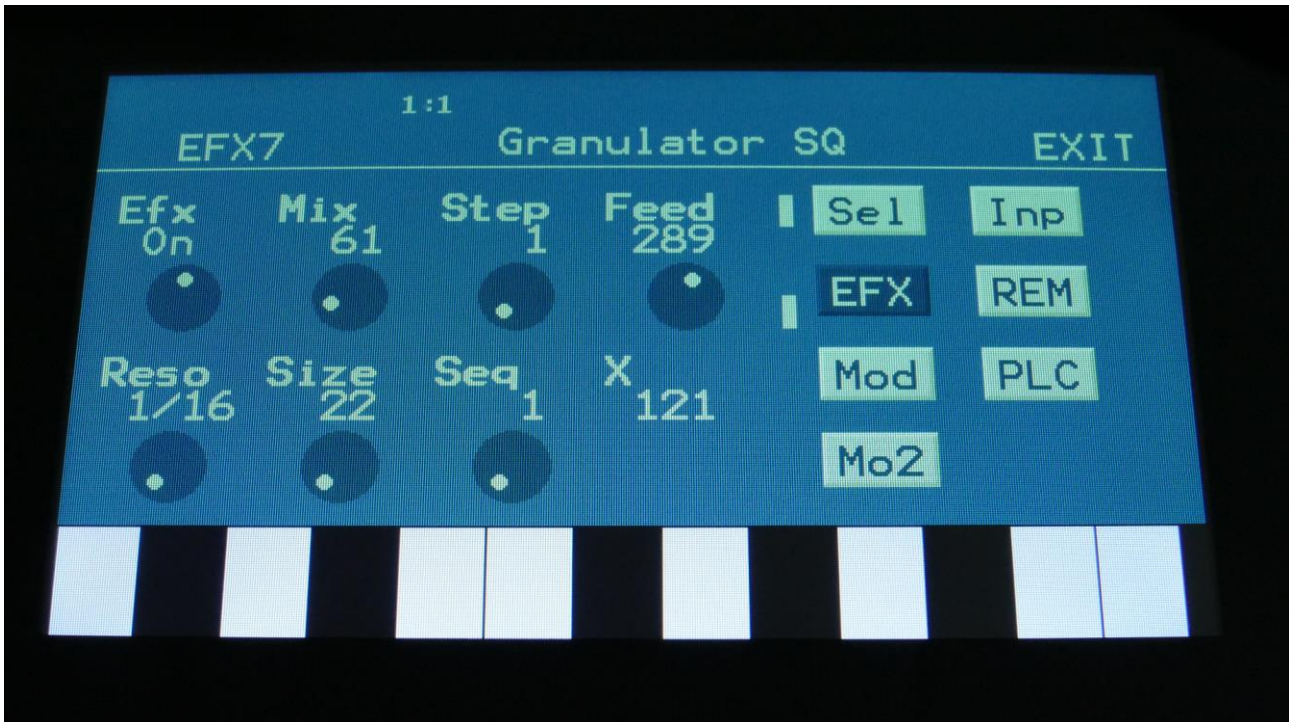 1:1
EFX7 Granulator SQ EXIT
Efx Mix Step Feed Sel Inp
On 61 1 289
EFX REM
Reso Size Seq X Mod PLC
1/16 22 1 121
Mo2